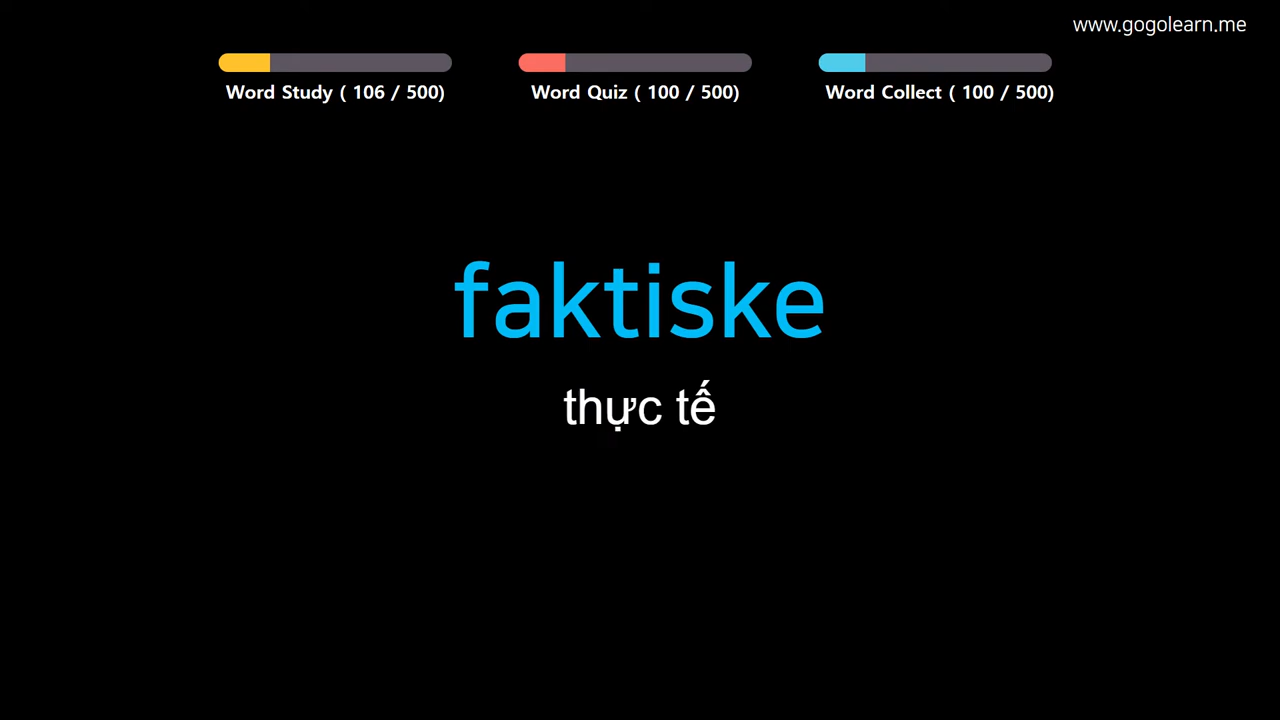 www.gogolearn.me
Word Study ( 106 / 500)
Word Quiz ( 100 / 500)
Word Collect ( 100 / 500)
faktiske
thực tế